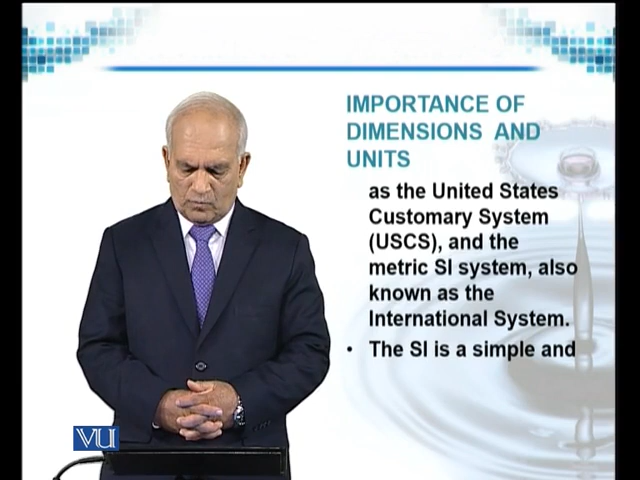 IMPORTANCE OF
DIMENSIONS AND
UNITS
as the United States
Customary System
(USCS), and the
metric SI system, also
known as the
International System.
• The SI is a simple and
VU